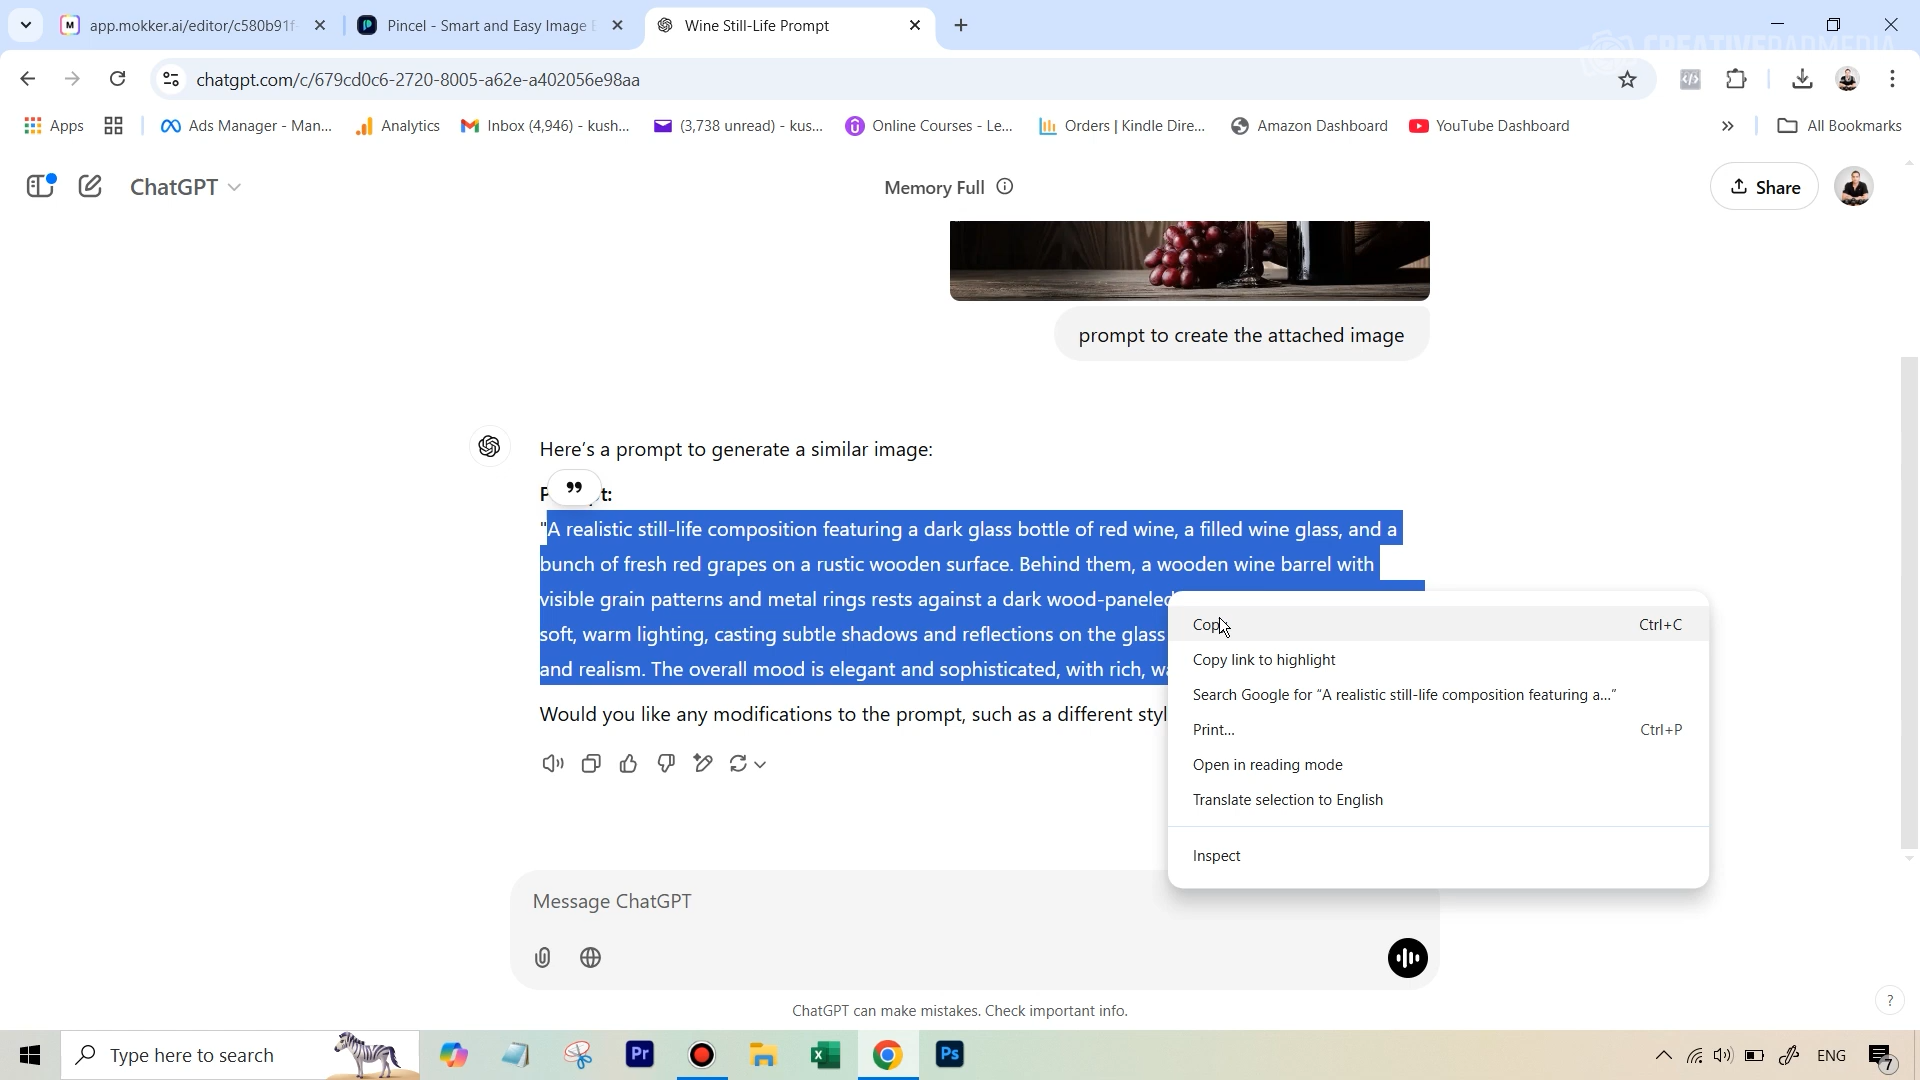 app.mokker.ai/editor/c580b91f-
Pincel - Smart and Easy Image E
Wine Still-Life Prompt
CREATIVEDADMEDIA
chatgpt.com/c/679cd0c6-2720-8005-a62e-a402056e98aa
Apps
Ads Manager - Man...
Analytics
Inbox (4,946) - kush...
(3,738 unread) - kus...
Online Courses - Le...
Orders | Kindle Dire...
Amazon Dashboard
YouTube Dashboard
All Bookmarks
ChatGPT
Memory Full
Share
prompt to create the attached image
Here's a prompt to generate a similar image:
"A realistic still-life composition featuring a dark glass bottle of red wine, a filled wine glass, and a
bunch of fresh red grapes on a rustic wooden surface. Behind them, a wooden wine barrel with
visible grain patterns and metal rings rests against a dark wood-paneled
soft, warm lighting, casting subtle shadows and reflections on the glass
and realism. The overall mood is elegant and sophisticated, with rich, wa
Would you like any modifications to the prompt, such as a different styl
Copy Ctrl+C
Copy link to highlight
Search Google for "A realistic still-life composition featuring a..."
Print... Ctrl+P
Open in reading mode
Translate selection to English
Inspect
Message ChatGPT
ChatGPT can make mistakes. Check important info.
?
Type here to search
Pr
Ps
ENG
7